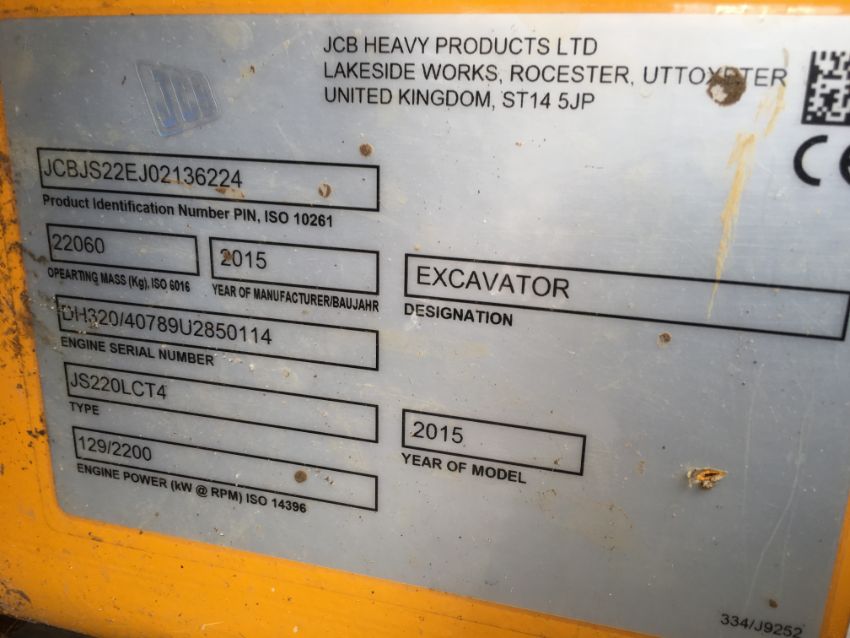 JCB
JCB HEAVY PRODUCTS LTD
LAKESIDE WORKS, ROCESTER, UTTOXETER
UNITED KINGDOM, ST14 5JP
CE
JCBJS22EJ02136224
Product Identification Number PIN, ISO 10261
22060
OPEARTING MASS (Kg), ISO 6016
2015
YEAR OF MANUFACTURER/BAUJAHR
EXCAVATOR
DESIGNATION
DH320/40789U2850114
ENGINE SERIAL NUMBER
JS220LCT4
TYPE
2015
YEAR OF MODEL
129/2200
ENGINE POWER (kW @ RPM) ISO 14396
334/J9252